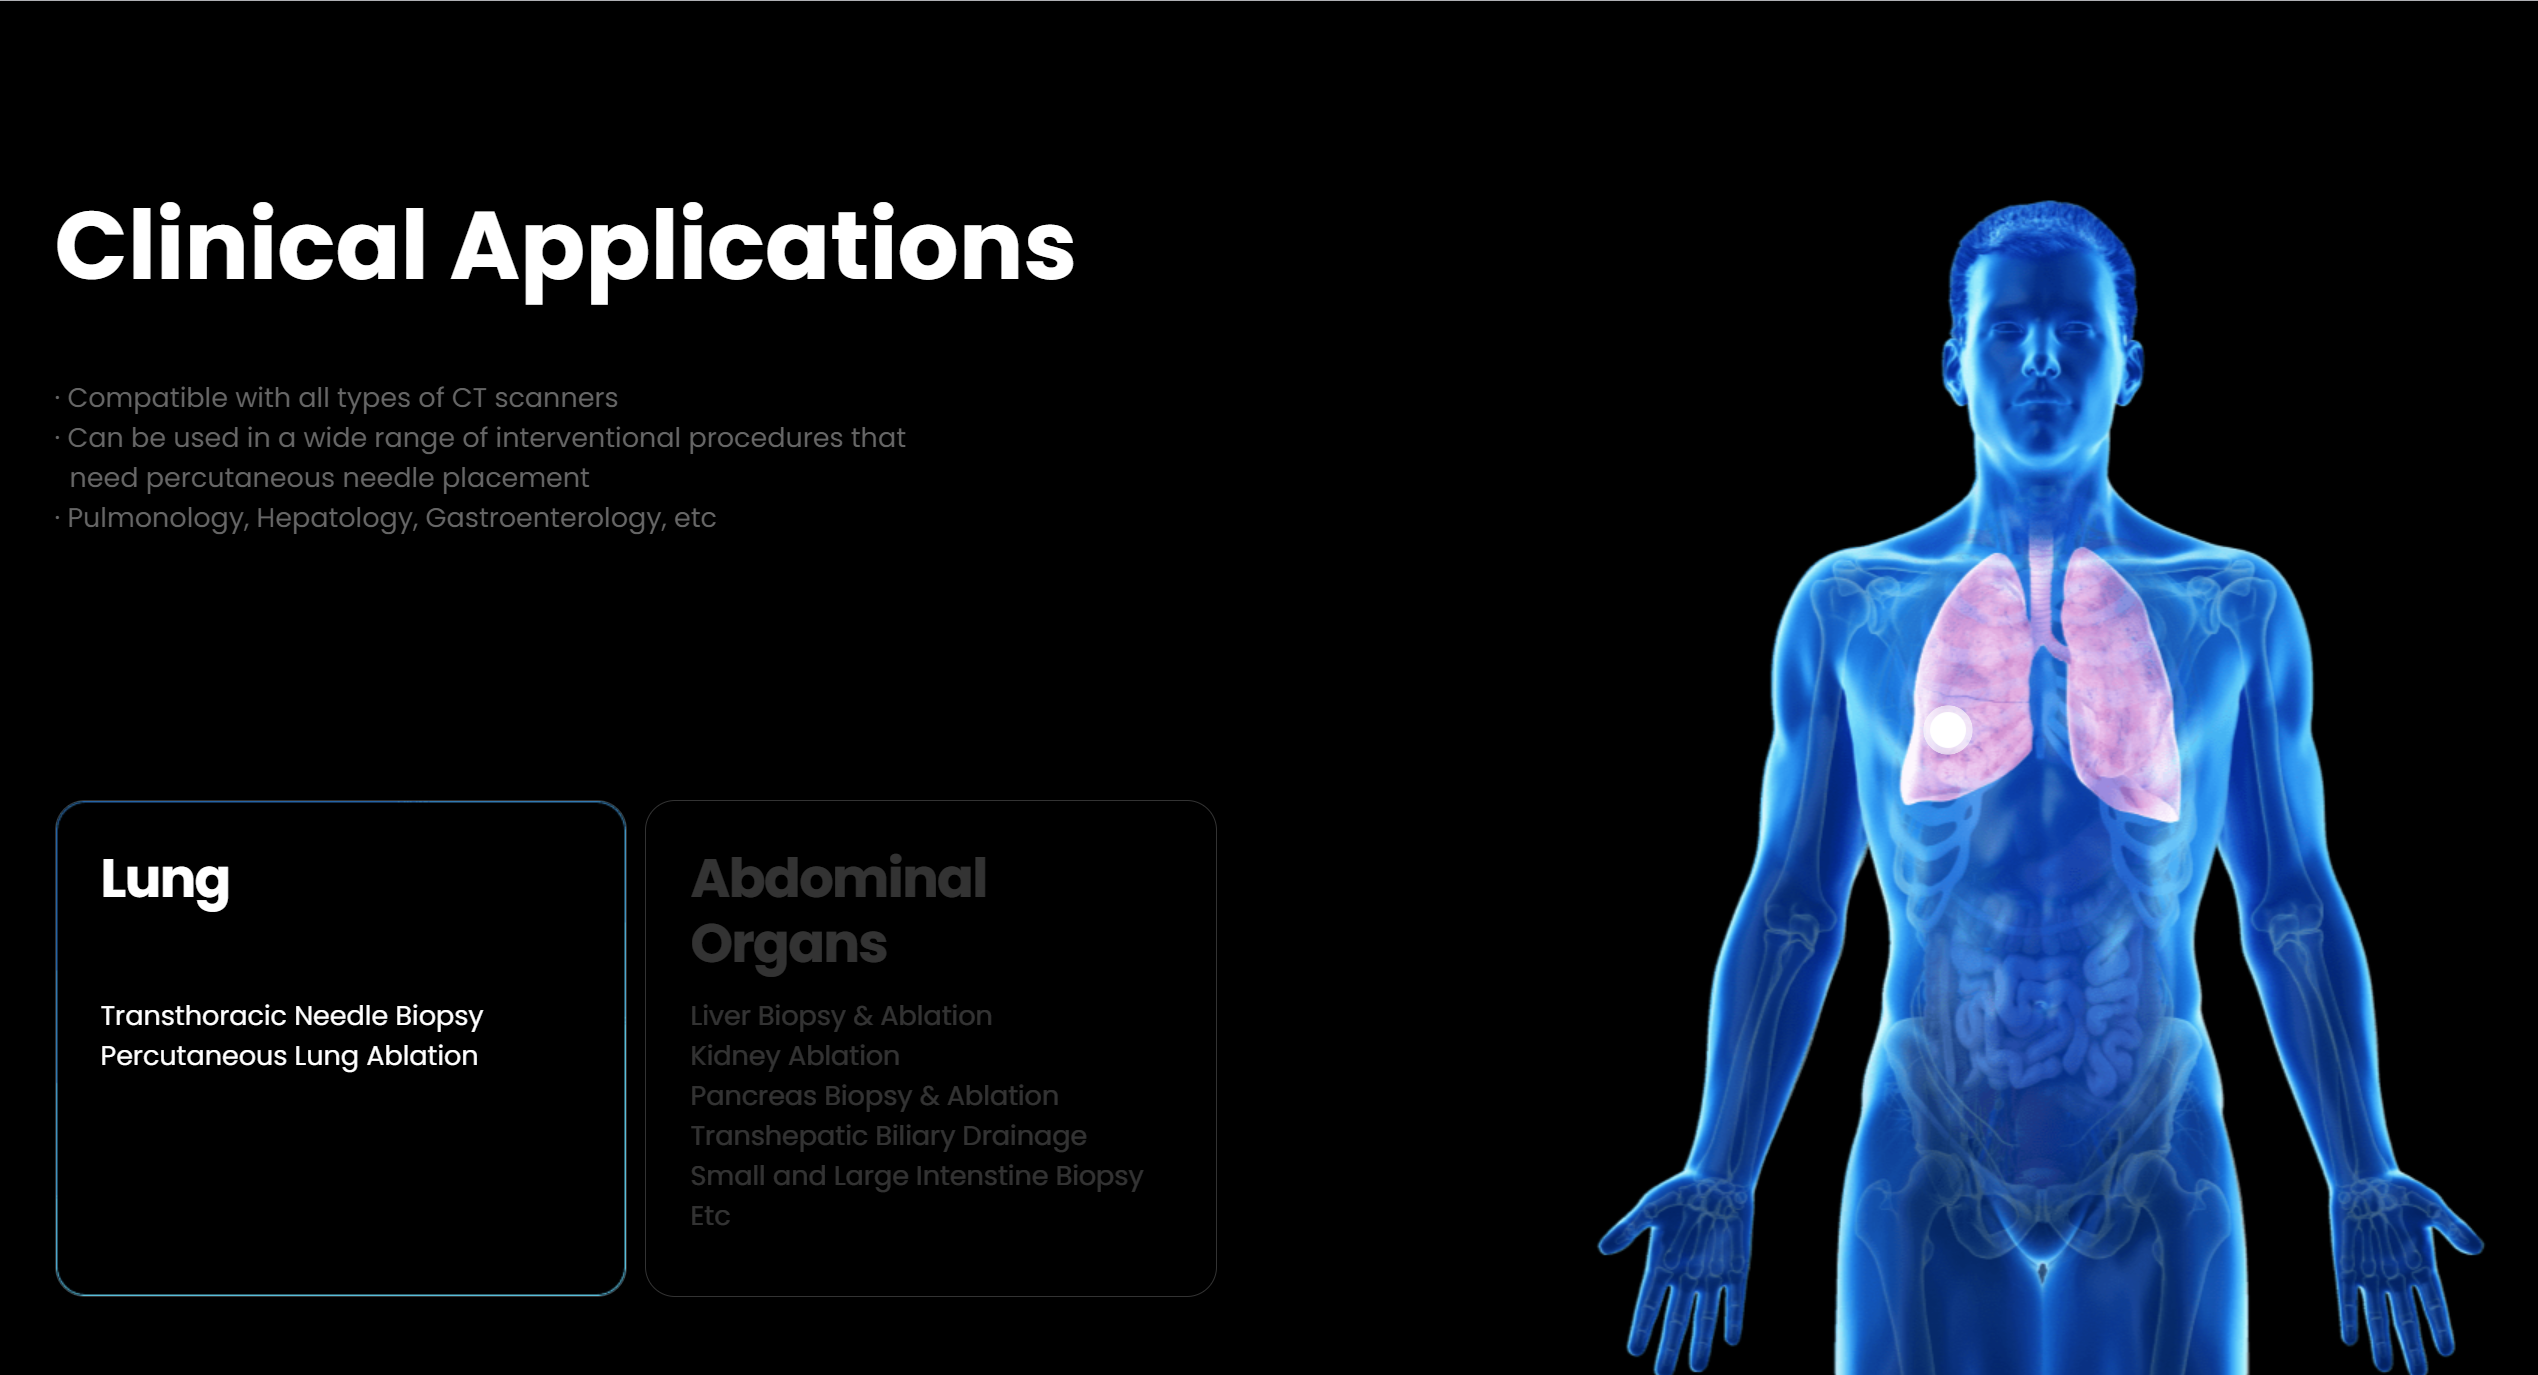 Clinical Applications
· Compatible with all types of CT scanners
· Can be used in a wide range of interventional procedures that
need percutaneous needle placement
· Pulmonology, Hepatology, Gastroenterology, etc
Lung
Transthoracic Needle Biopsy
Percutaneous Lung Ablation
Abdominal
Organs
Liver Biopsy & Ablation
Kidney Ablation
Pancreas Biopsy & Ablation
Transhepatic Biliary Drainage
Small and Large Intenstine Biopsy
Etc